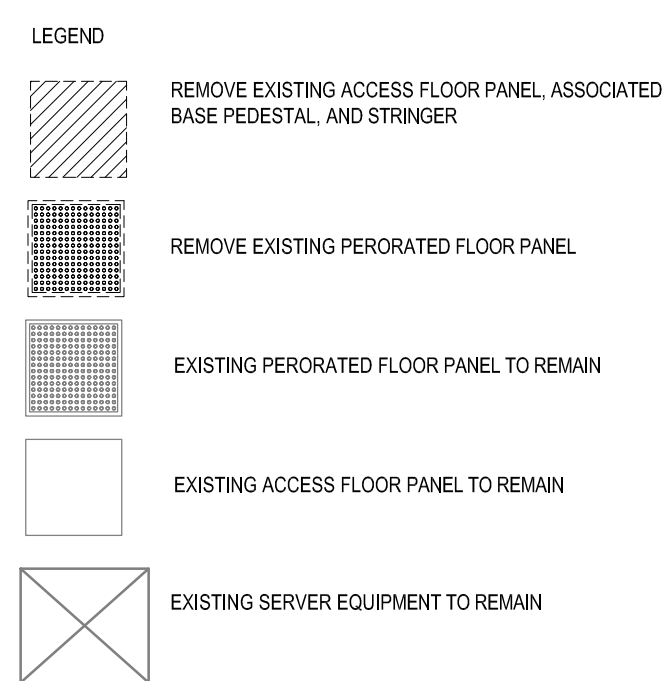 LEGEND
REMOVE EXISTING ACCESS FLOOR PANEL, ASSOCIATED
BASE PEDESTAL, AND STRINGER
REMOVE EXISTING PERORATED FLOOR PANEL
EXISTING PERORATED FLOOR PANEL TO REMAIN
EXISTING ACCESS FLOOR PANEL TO REMAIN
EXISTING SERVER EQUIPMENT TO REMAIN